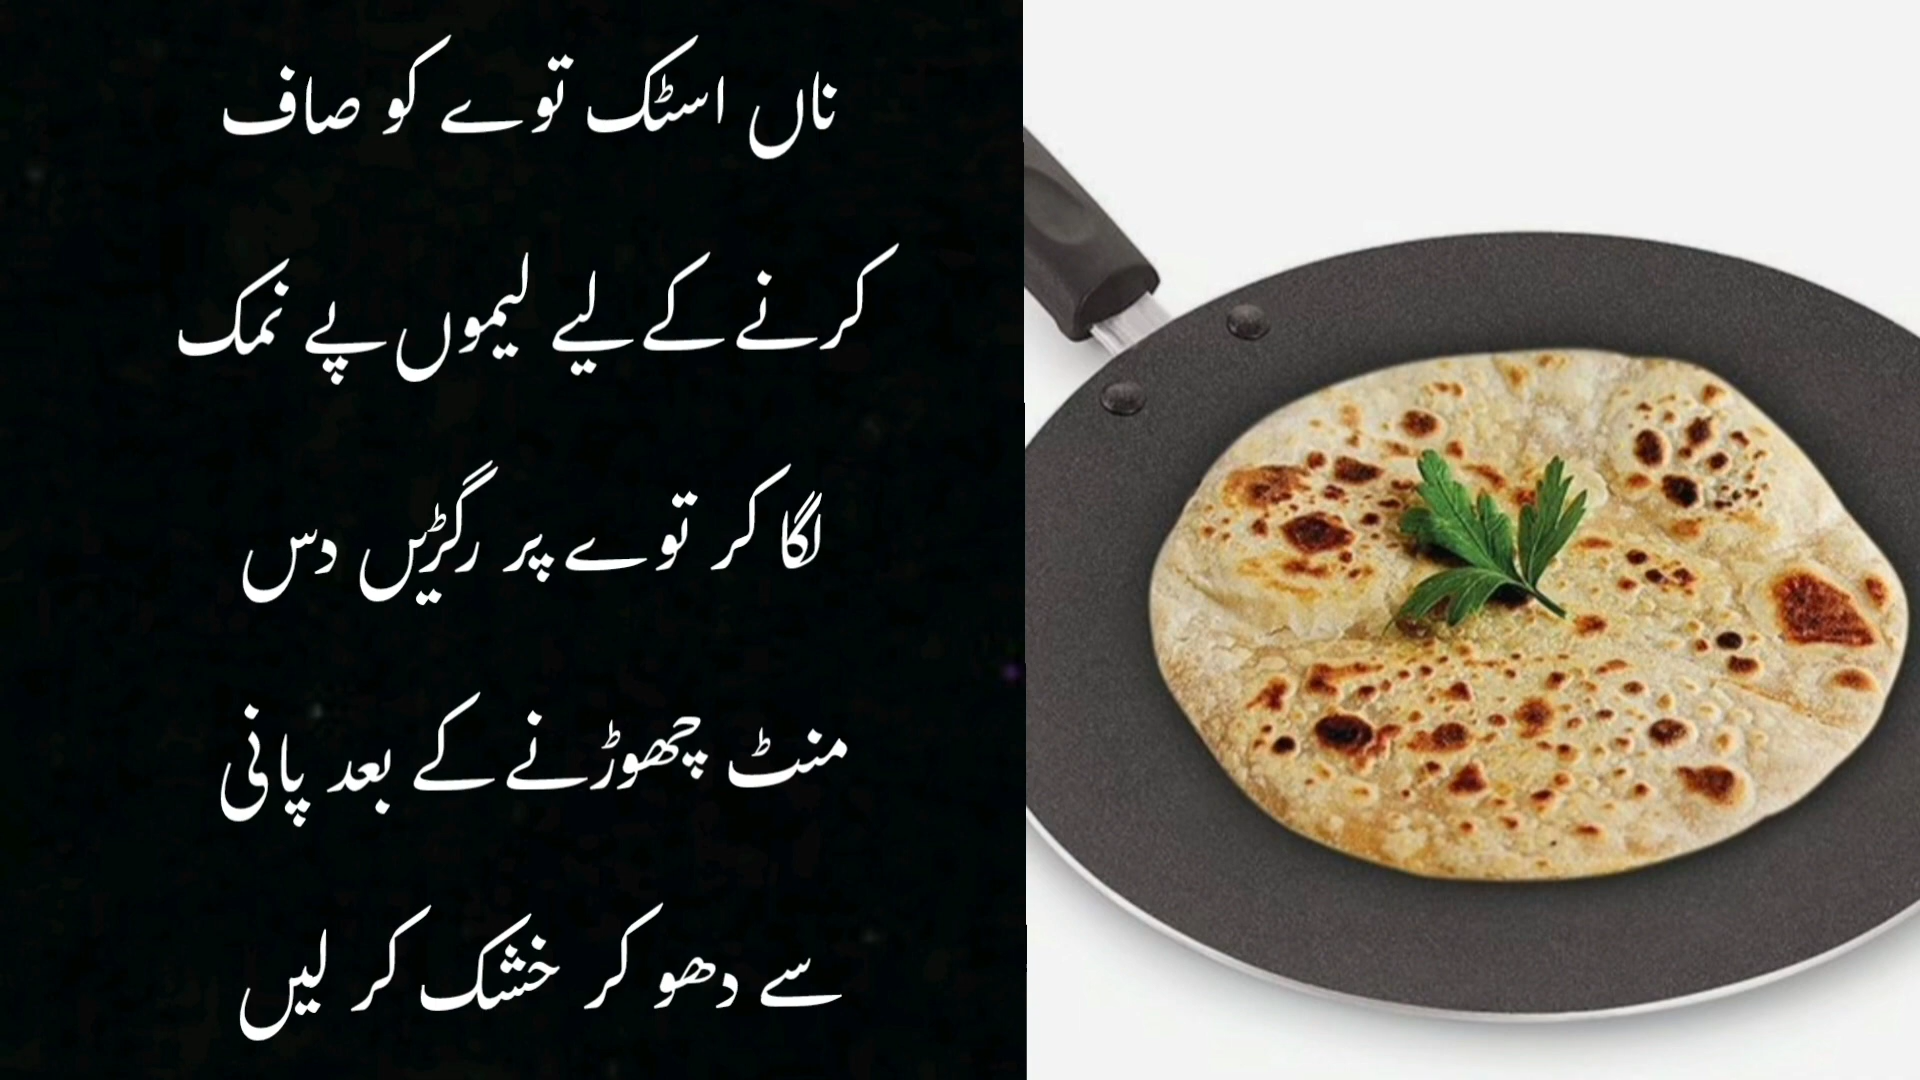 ناں اسٹک توے کو صاف
کرنے کے لیے لیموں پے نمک
لگا کر توے پر رگڑیں دس
منٹ چھوڑنے کے بعد پانی
سے دھو کر خشک کر لیں